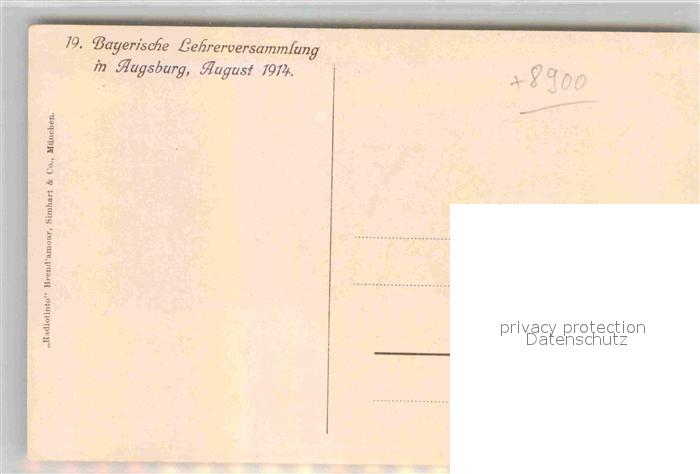 19. Bayerische Lehrerversammlung
in Augsburg, August 1914.
+8900
„Radiotinto" Brend'amour, Simhart & Co., München.
privacy protection
Datenschutz